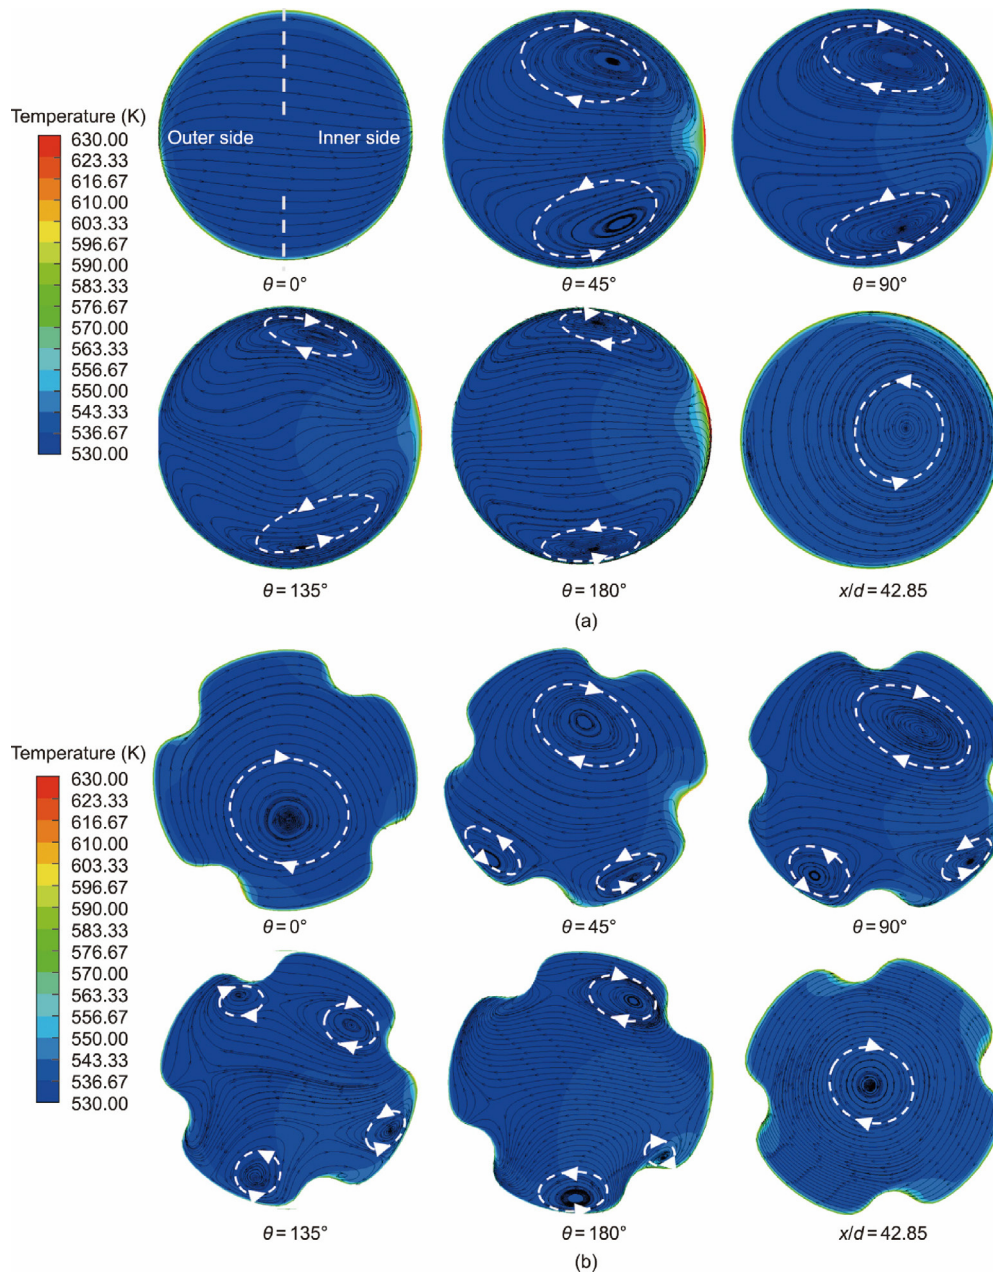 Temperature (K)
630.00
623.33
616.67
610.00
603.33
596.67
590.00
583.33
576.67
570.00
563.33
556.67
550.00
543.33
536.67
530.00
Outer side
Inner side
θ = 0°
θ = 45°
θ = 90°
θ = 135°
θ = 180°
x/d = 42.85
(a)
Temperature (K)
630.00
623.33
616.67
610.00
603.33
596.67
590.00
583.33
576.67
570.00
563.33
556.67
550.00
543.33
536.67
530.00
θ = 0°
θ = 45°
θ = 90°
θ = 135°
θ = 180°
x/d = 42.85
(b)